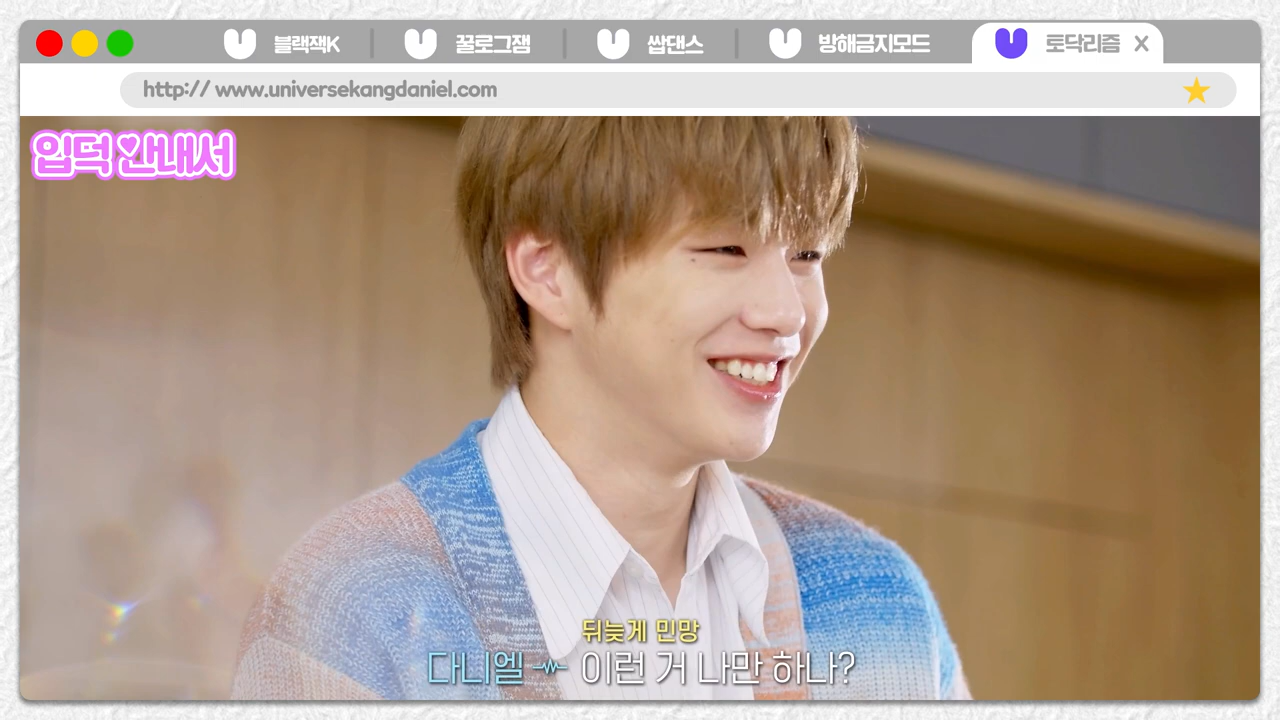 블랙잭K
꿀로그잼
쌉댄스
방해금지모드
토닥리즘 X
http:// www.universekangdaniel.com
입덕 안내서
뒤늦게 민망
다니엘 이런 거 나만 하나?